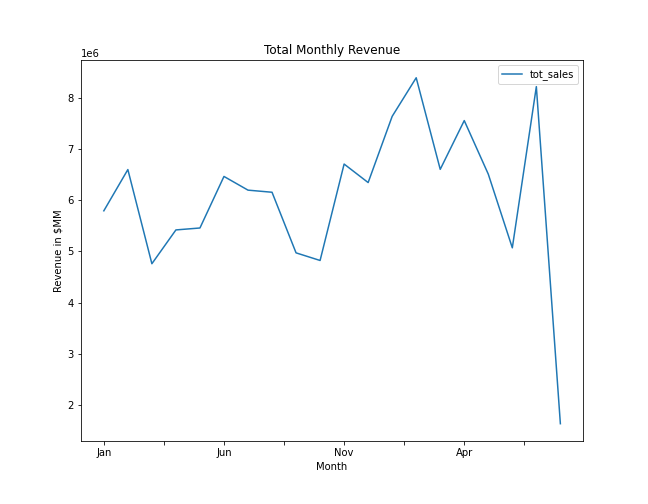 Total Monthly Revenue
1e6
tot_sales
8
7
6
5
4
3
2
Revenue in $MM
Jan Jun Nov Apr
Month